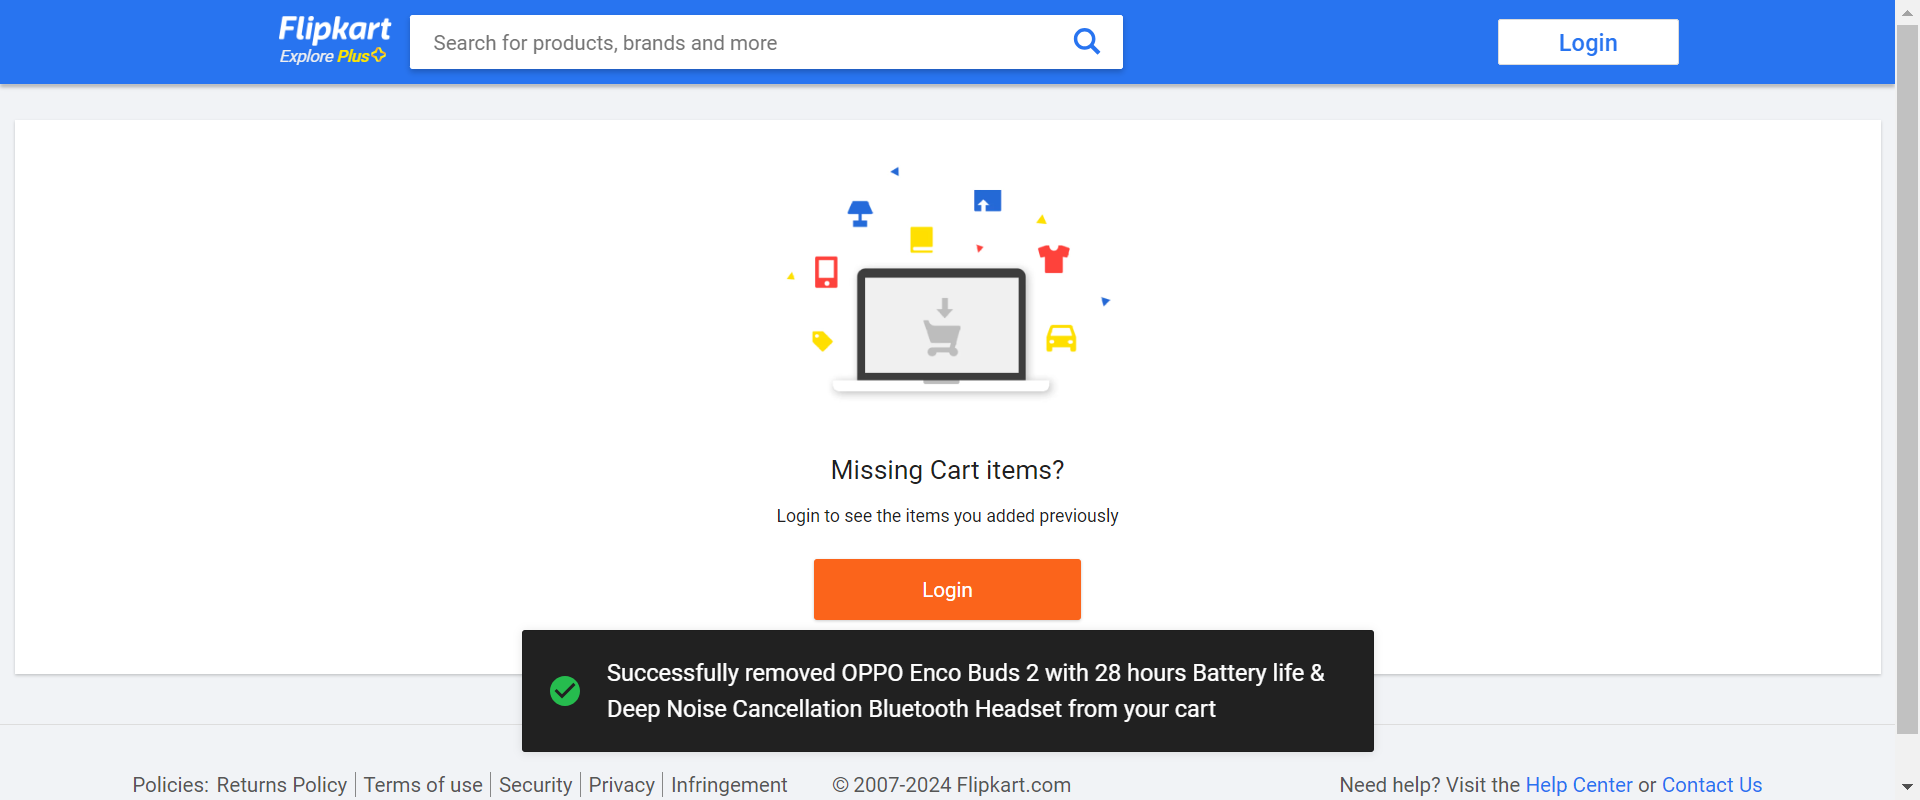 Flipkart
Explore Plus
Search for products, brands and more
Login
Missing Cart items?
Login to see the items you added previously
Login
Successfully removed OPPO Enco Buds 2 with 28 hours Battery life &
Deep Noise Cancellation Bluetooth Headset from your cart
Policies: Returns Policy Terms of use Security Privacy Infringement © 2007-2024 Flipkart.com Need help? Visit the Help Center or Contact Us